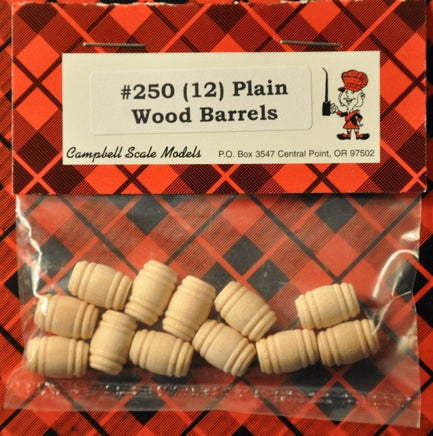 #250 (12) Plain
Wood Barrels
Campbell Scale Models P.O. Box 3547 Central Point, OR 97502